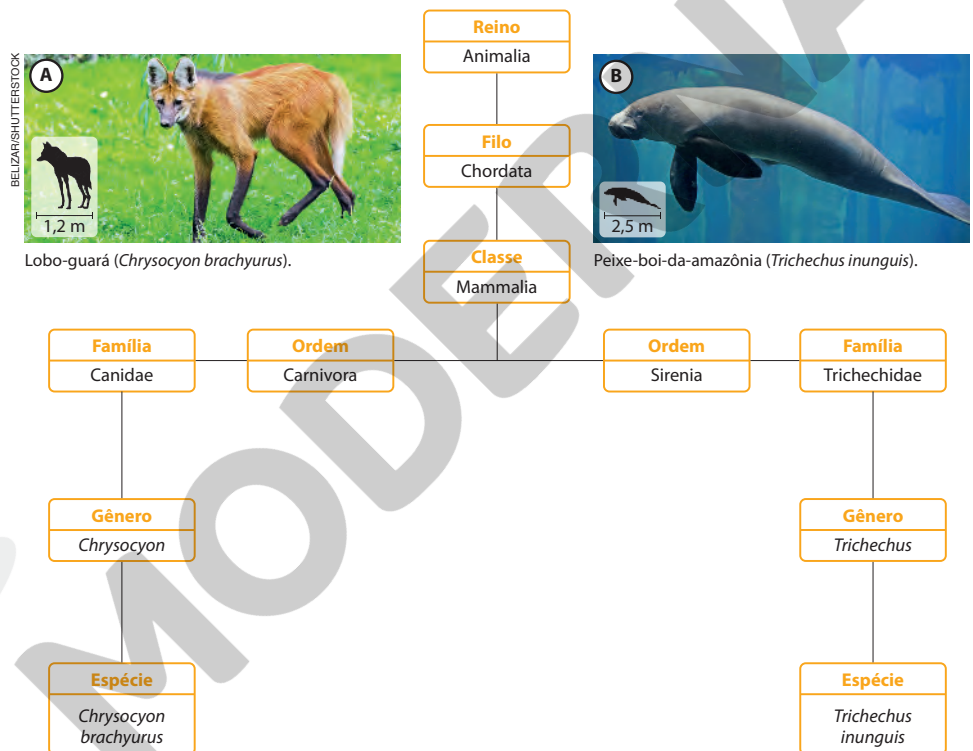 Reino
Animalia
BELIZAR/SHUTTERSTOCK
A
B
Filo
Chordata
1,2 m
2,5 m
Lobo-guará (Chrysocyon brachyurus).
Classe
Mammalia
Peixe-boi-da-amazônia (Trichechus inunguis).
Família
Canidae
Ordem
Carnivora
Ordem
Sirenia
Família
Trichechidae
Gênero
Chrysocyon
Gênero
Trichechus
Espécie
Chrysocyon
brachyurus
Espécie
Trichechus
inunguis
MODERNA